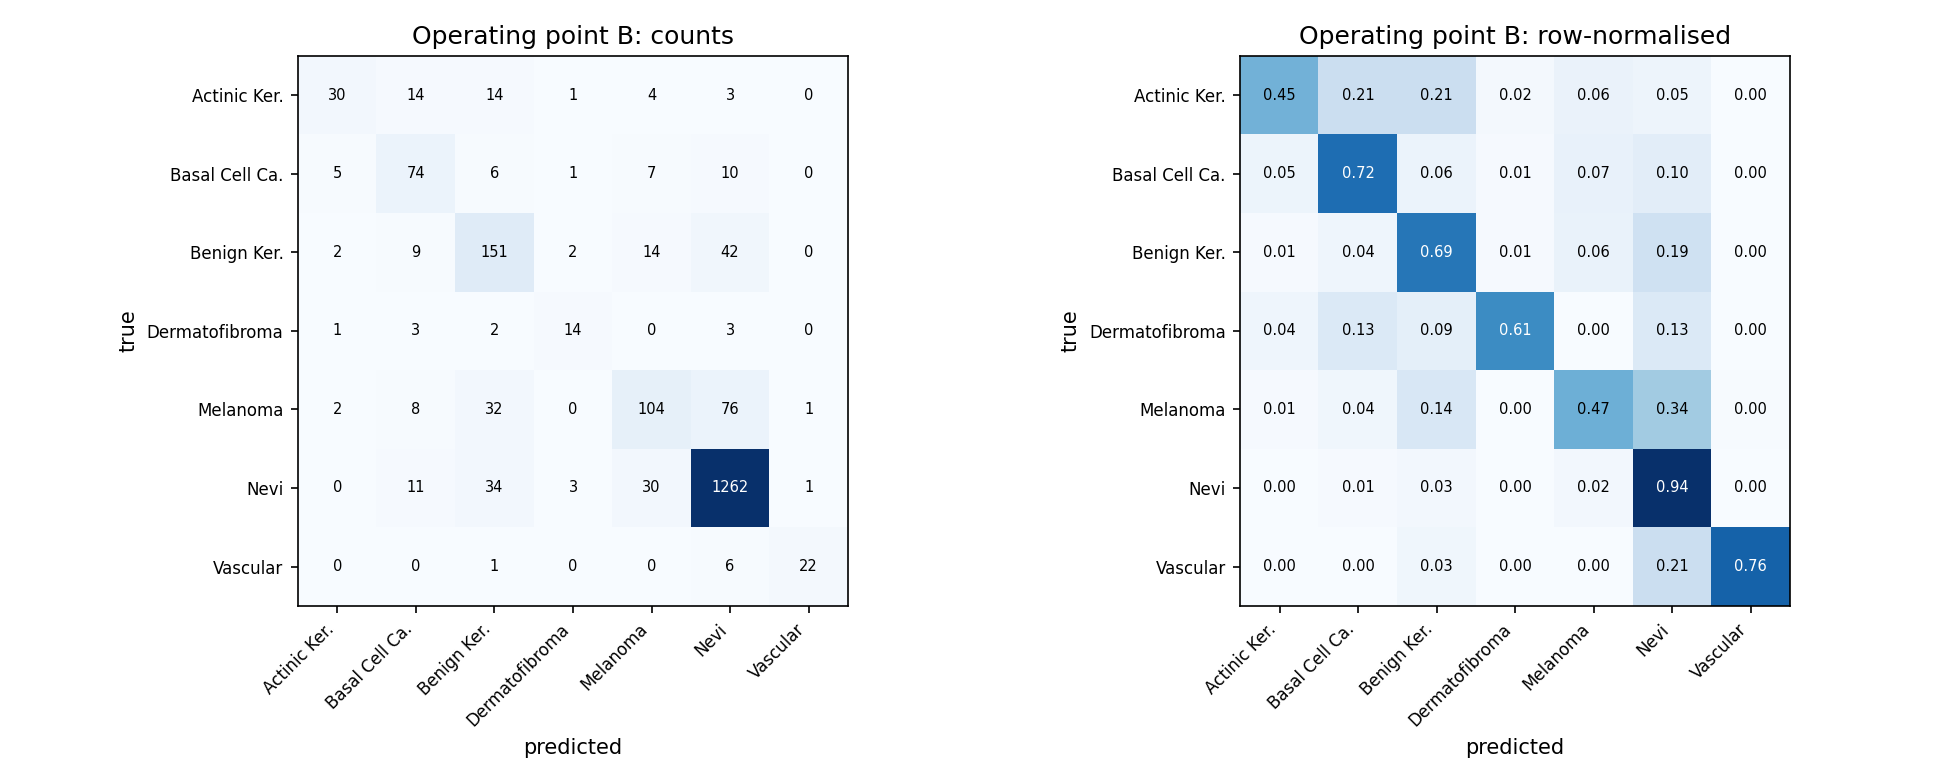 Operating point B: counts
Actinic Ker. 30 14 14 1 4 3 0
Basal Cell Ca. 5 74 6 1 7 10 0
Benign Ker. 2 9 151 2 14 42 0
Dermatofibroma 1 3 2 14 0 3 0
Melanoma 2 8 32 0 104 76 1
Nevi 0 11 34 3 30 1262 1
Vascular 0 0 1 0 0 6 22
true
Actinic Ker. Basal Cell Ca. Benign Ker. Dermatofibroma Melanoma Nevi Vascular
predicted
Operating point B: row-normalised
Actinic Ker. 0.45 0.21 0.21 0.02 0.06 0.05 0.00
Basal Cell Ca. 0.05 0.72 0.06 0.01 0.07 0.10 0.00
Benign Ker. 0.01 0.04 0.69 0.01 0.06 0.19 0.00
Dermatofibroma 0.04 0.13 0.09 0.61 0.00 0.13 0.00
Melanoma 0.01 0.04 0.14 0.00 0.47 0.34 0.00
Nevi 0.00 0.01 0.03 0.00 0.02 0.94 0.00
Vascular 0.00 0.00 0.03 0.00 0.00 0.21 0.76
true
Actinic Ker. Basal Cell Ca. Benign Ker. Dermatofibroma Melanoma Nevi Vascular
predicted